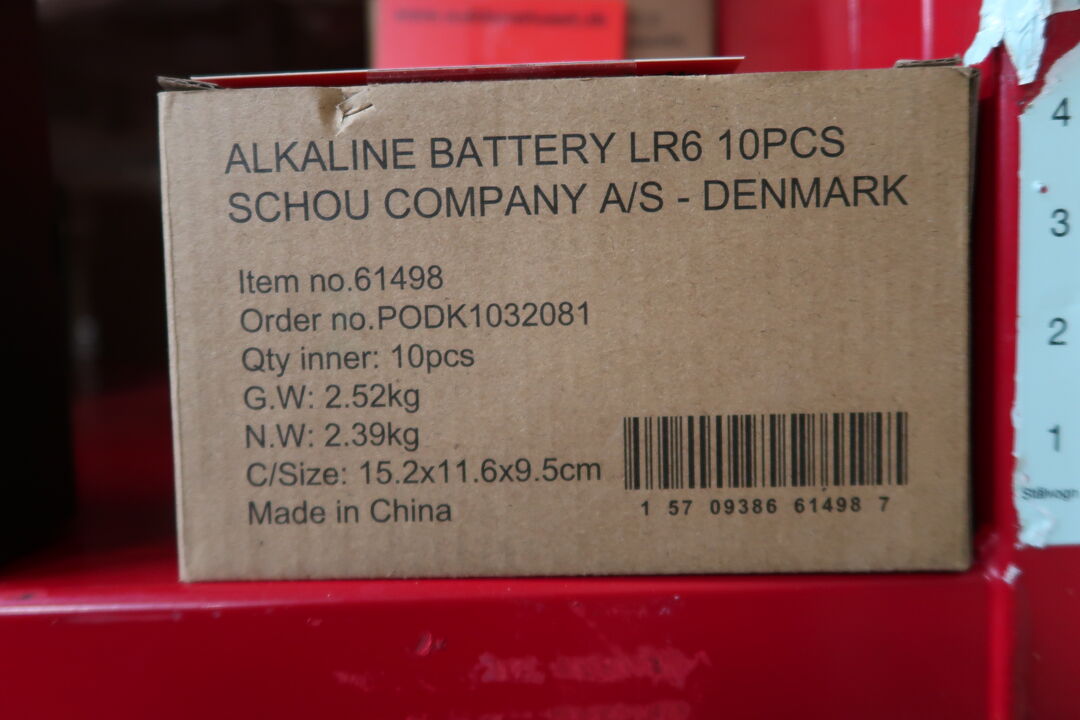 ALKALINE BATTERY LR6 10PCS
SCHOU COMPANY A/S - DENMARK
Item no.61498
Order no.PODK1032081
Qty inner: 10pcs
G.W: 2.52kg
N.W: 2.39kg
C/Size: 15.2x11.6x9.5cm
Made in China
1 57 09386 61498 7
4
3
2
1